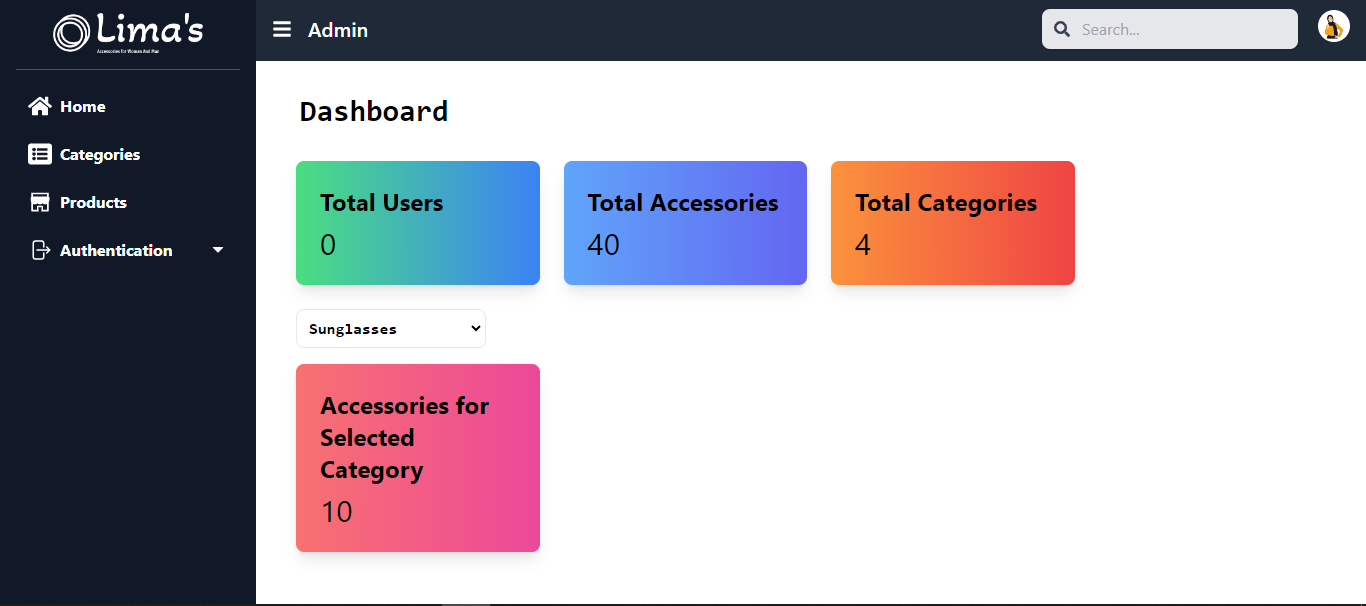 Lima's
Accessories for Women And Man
Admin
Search...
Home
Categories
Products
Authentication
Dashboard
Total Users
0
Total Accessories
40
Total Categories
4
Sunglasses
Accessories for
Selected
Category
10